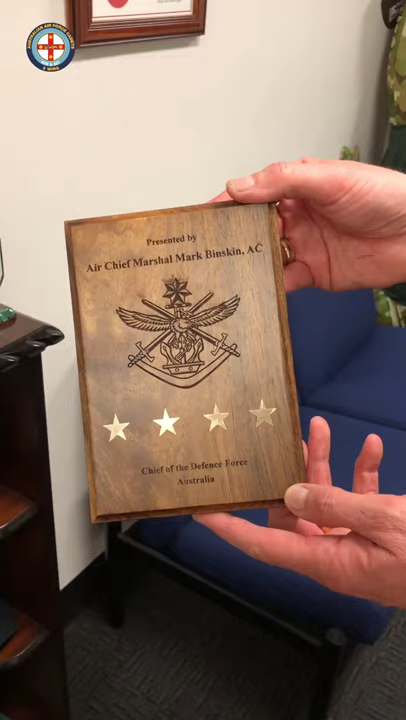 Presented by
Air Chief Marshal Mark Binskin, AC
Chief of the Defence Force
Australia